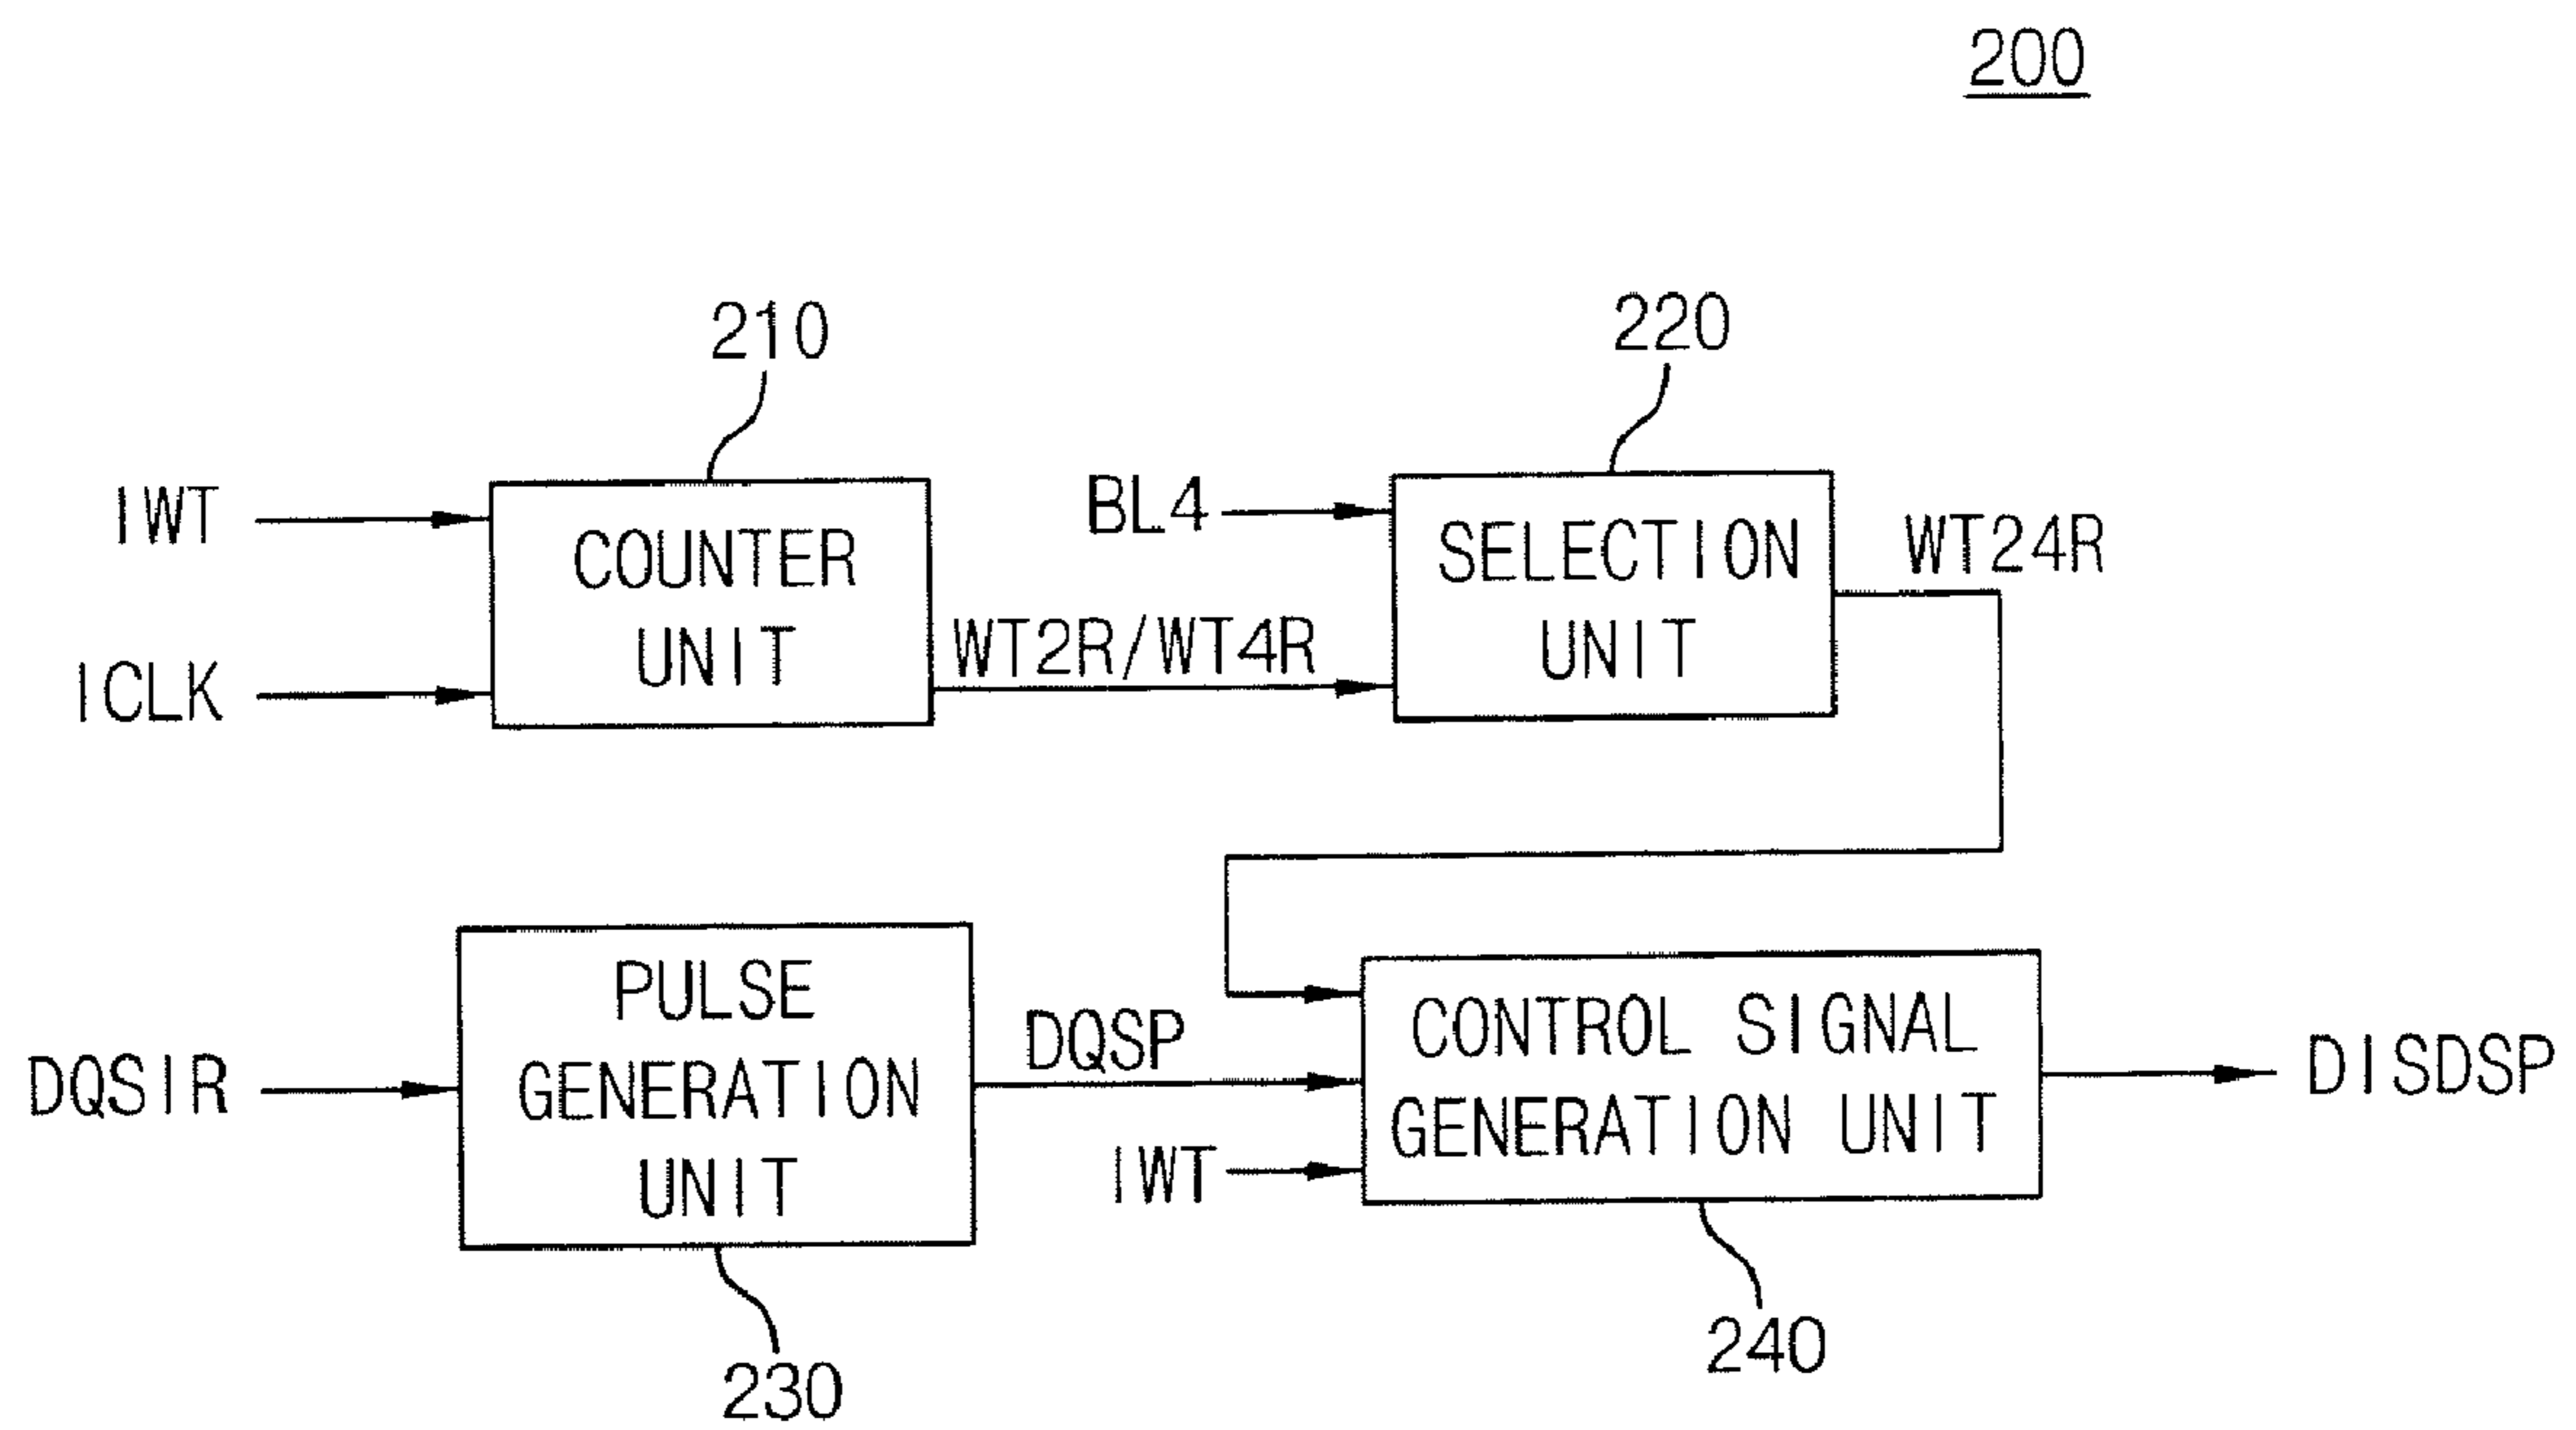 200
210
220
IWT
ICLK
COUNTER
UNIT
WT2R/WT4R
BL4
SELECTION
UNIT
WT24R
DQSIR
PULSE
GENERATION
UNIT
DQSP
IWT
CONTROL SIGNAL
GENERATION UNIT
DISDSP
230
240